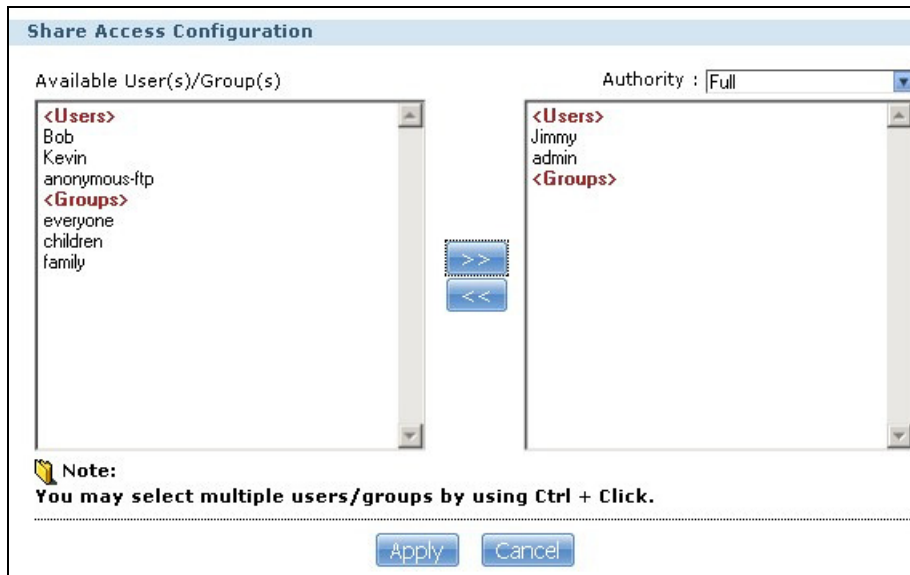 Share Access Configuration
Available User(s)/Group(s)
<Users>
Bob
Kevin
anonymous-ftp
<Groups>
everyone
children
family
>>
<<
Authority : Full
<Users>
Jimmy
admin
<Groups>
Note:
You may select multiple users/groups by using Ctrl + Click.
Apply Cancel